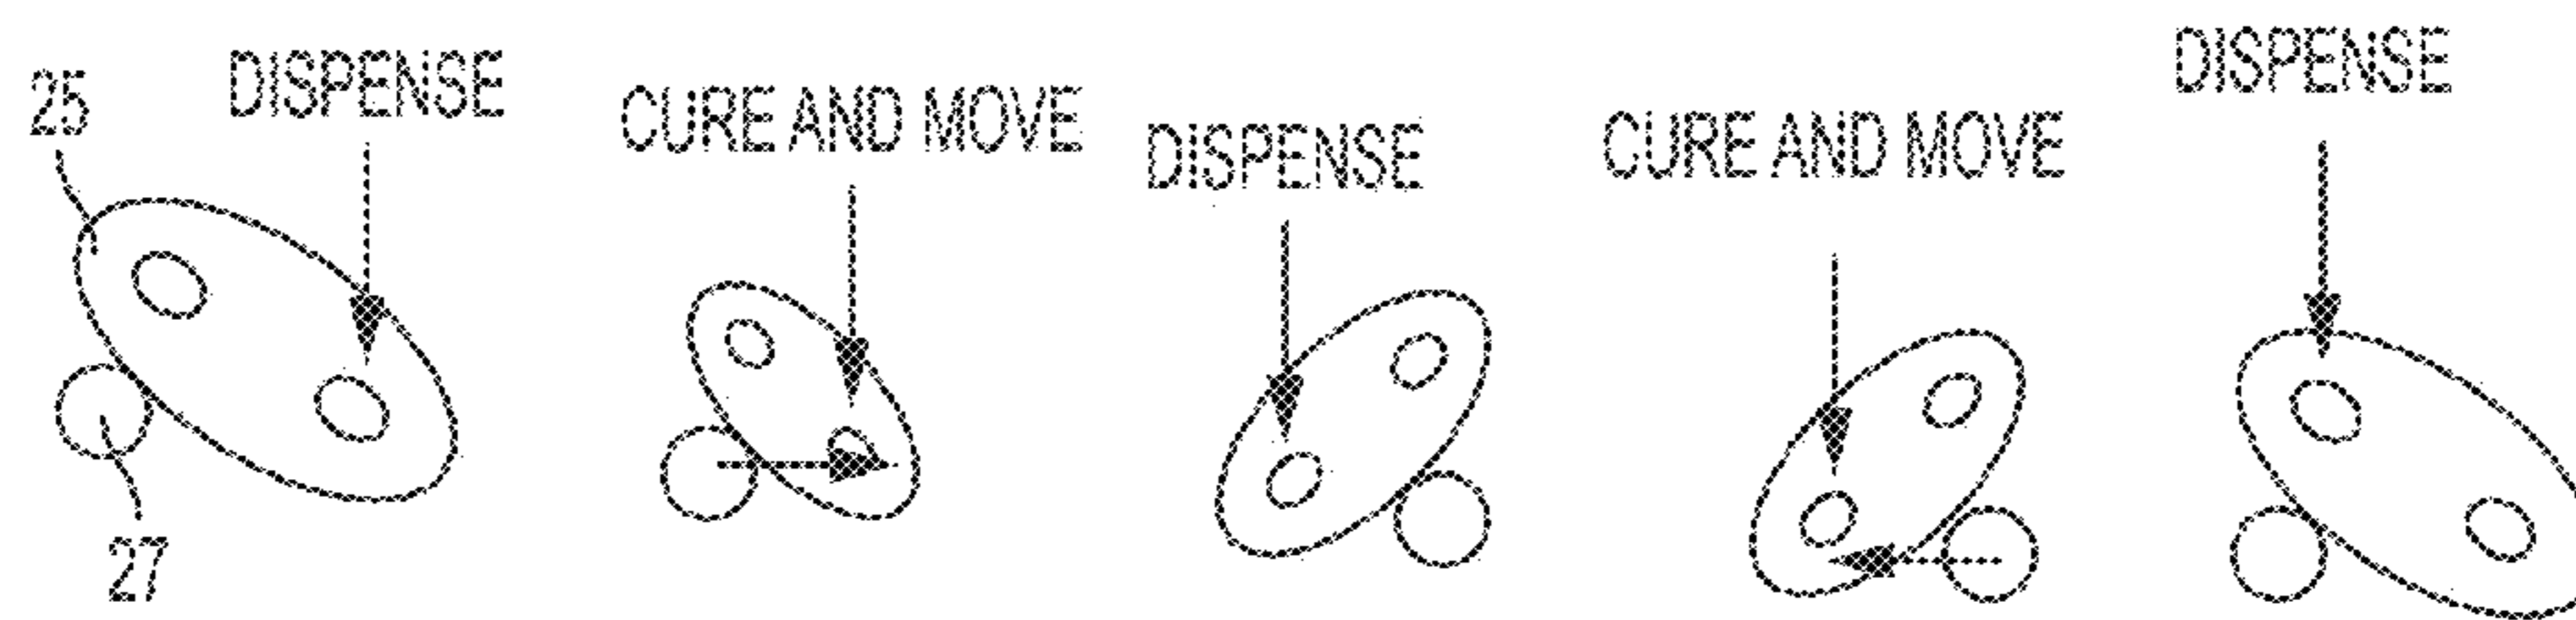 25
DISPENSE
CURE AND MOVE
DISPENSE
CURE AND MOVE
DISPENSE
27